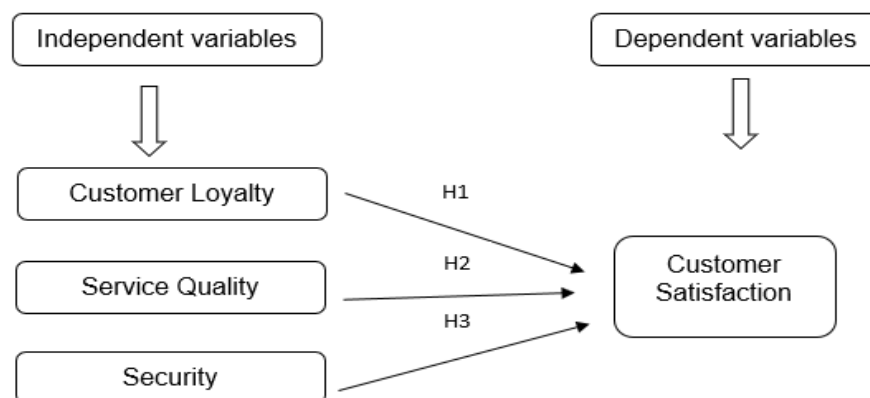 Independent variables
Dependent variables
Customer Loyalty
H1
Service Quality
H2
Customer
Satisfaction
H3
Security